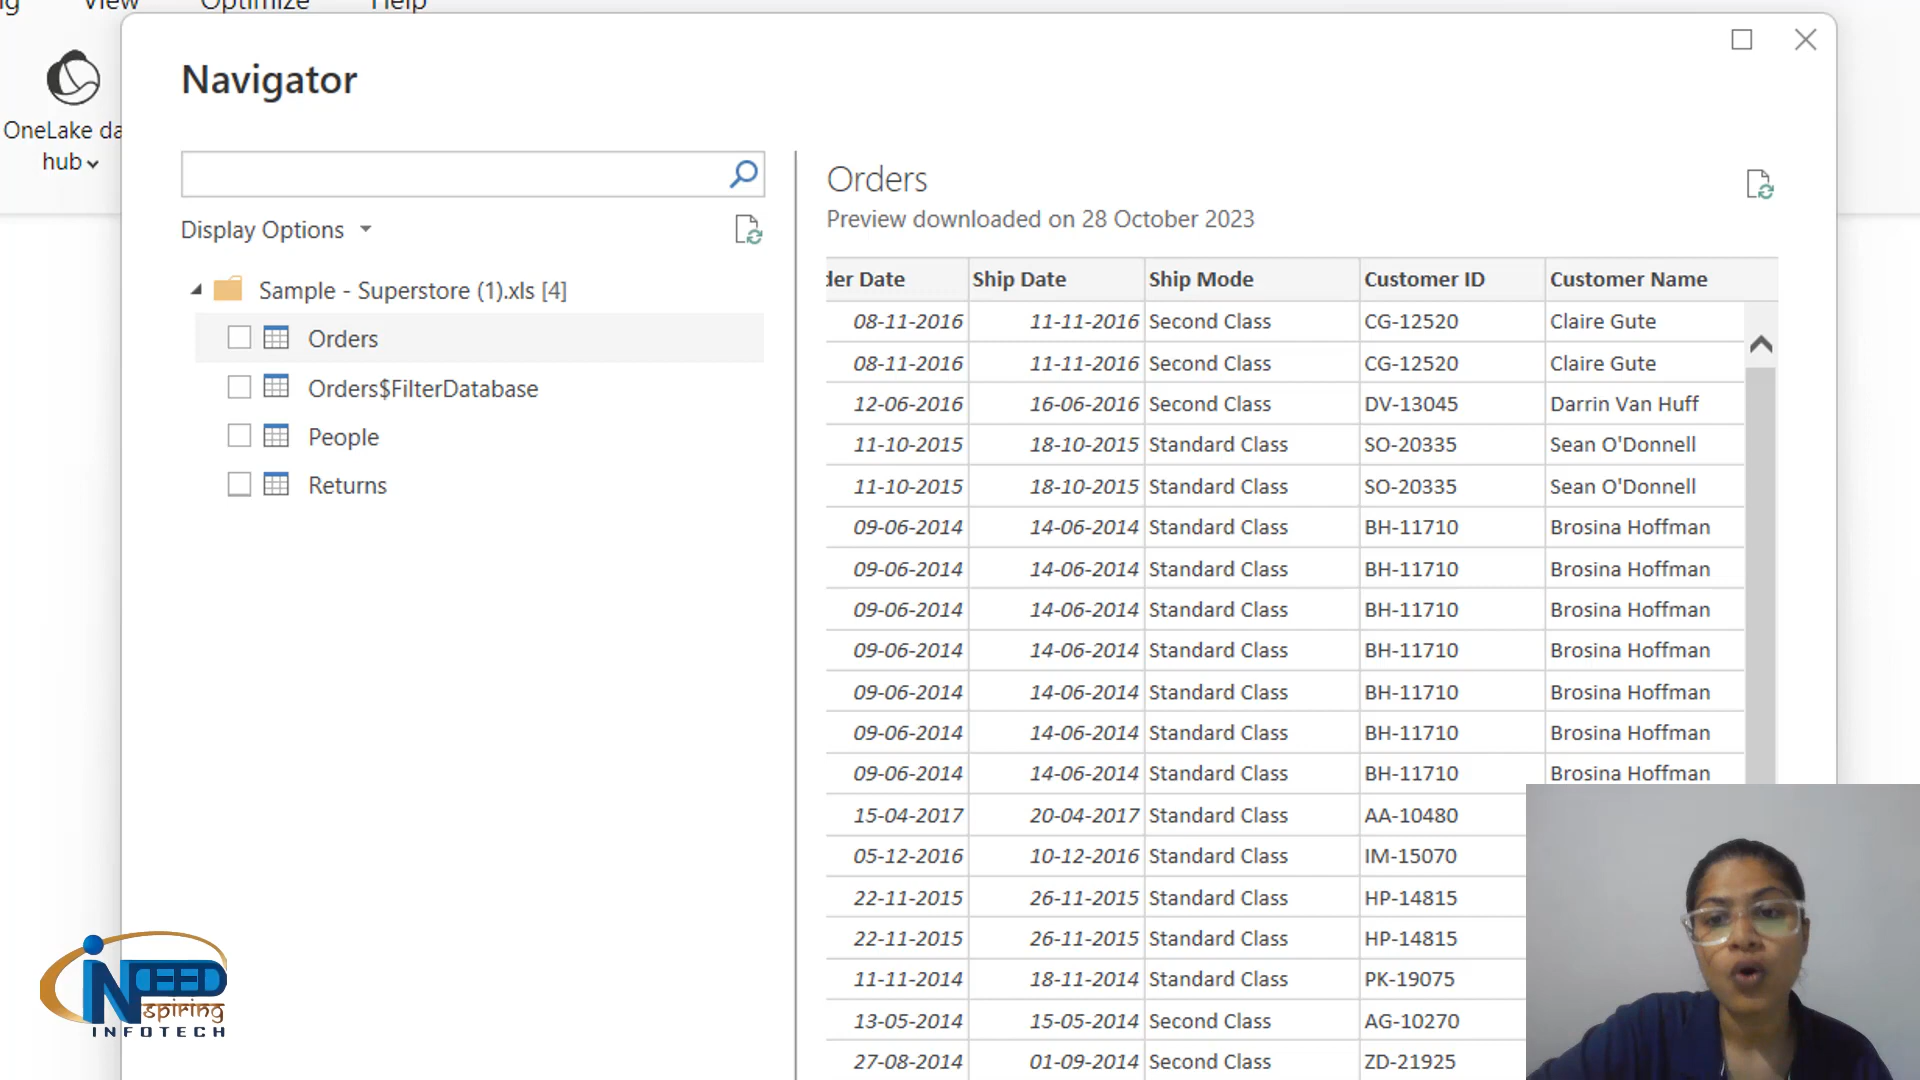 View Optimize Help
OneLake da
hub
Navigator
Display Options
Sample - Superstore (1).xls [4]
Orders
Orders$FilterDatabase
People
Returns
Orders
Preview downloaded on 28 October 2023
der Date Ship Date Ship Mode Customer ID Customer Name
08-11-2016 11-11-2016 Second Class CG-12520 Claire Gute
08-11-2016 11-11-2016 Second Class CG-12520 Claire Gute
12-06-2016 16-06-2016 Second Class DV-13045 Darrin Van Huff
11-10-2015 18-10-2015 Standard Class SO-20335 Sean O'Donnell
11-10-2015 18-10-2015 Standard Class SO-20335 Sean O'Donnell
09-06-2014 14-06-2014 Standard Class BH-11710 Brosina Hoffman
09-06-2014 14-06-2014 Standard Class BH-11710 Brosina Hoffman
09-06-2014 14-06-2014 Standard Class BH-11710 Brosina Hoffman
09-06-2014 14-06-2014 Standard Class BH-11710 Brosina Hoffman
09-06-2014 14-06-2014 Standard Class BH-11710 Brosina Hoffman
09-06-2014 14-06-2014 Standard Class BH-11710 Brosina Hoffman
09-06-2014 14-06-2014 Standard Class BH-11710 Brosina Hoffman
15-04-2017 20-04-2017 Standard Class AA-10480
05-12-2016 10-12-2016 Standard Class IM-15070
22-11-2015 26-11-2015 Standard Class HP-14815
22-11-2015 26-11-2015 Standard Class HP-14815
11-11-2014 18-11-2014 Standard Class PK-19075
13-05-2014 15-05-2014 Second Class AG-10270
27-08-2014 01-09-2014 Second Class ZD-21925
iNEED
Nspiring
INFOTECH